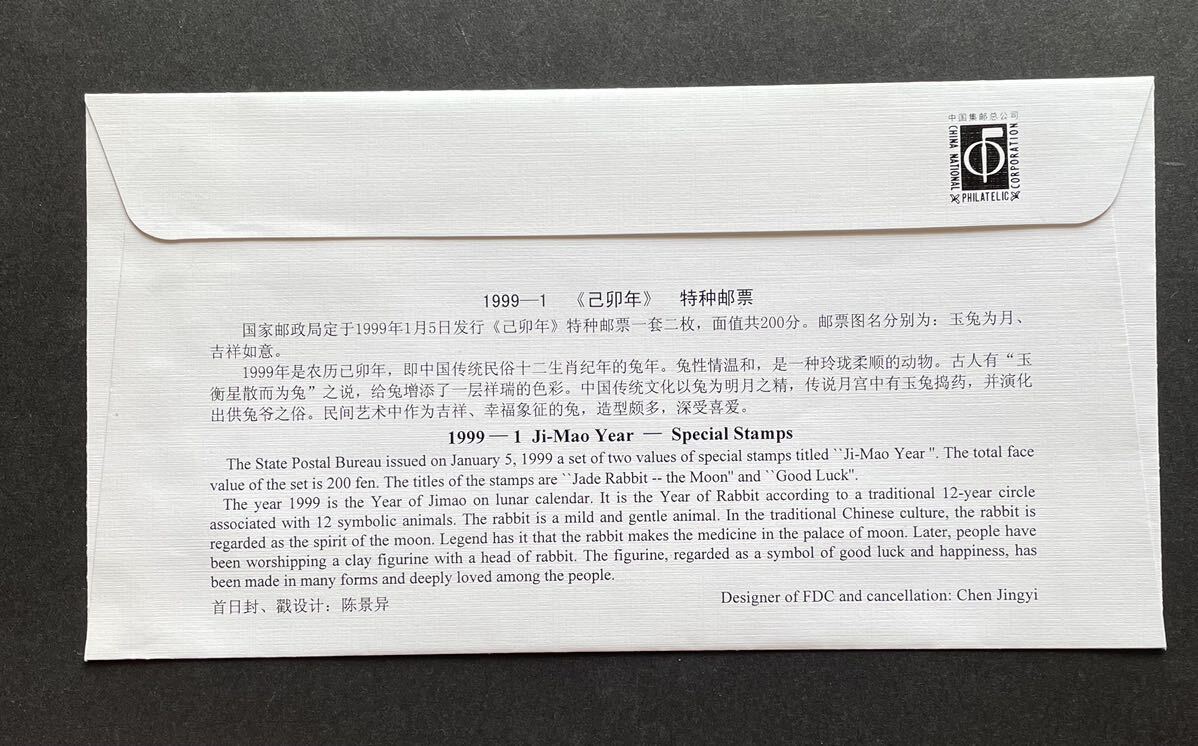 中国集邮总公司
CHINA NATIONAL
PHILATELIC
CORPORATION
1999—1 《己卯年》 特种邮票
国家邮政局定于1999年1月5日发行《己卯年》特种邮票一套二枚，面值共200分。邮票图名分别为：玉兔为月、
吉祥如意。
1999年是农历己卯年，即中国传统民俗十二生肖纪年的兔年。兔性情温和，是一种玲珑柔顺的动物。古人有“玉
衡星散而为兔”之说，给兔增添了一层祥瑞的色彩。中国传统文化以兔为明月之精，传说月宫中有玉兔捣药，并演化
出供兔爷之俗。民间艺术中作为吉祥、幸福象征的兔，造型颇多，深受喜爱。
1999 — 1 Ji-Mao Year — Special Stamps
The State Postal Bureau issued on January 5, 1999 a set of two values of special stamps titled ``Ji-Mao Year ". The total face
value of the set is 200 fen. The titles of the stamps are ``Jade Rabbit -- the Moon" and ``Good Luck".
The year 1999 is the Year of Jimao on lunar calendar. It is the Year of Rabbit according to a traditional 12-year circle
associated with 12 symbolic animals. The rabbit is a mild and gentle animal. In the traditional Chinese culture, the rabbit is
regarded as the spirit of the moon. Legend has it that the rabbit makes the medicine in the palace of moon. Later, people have
been worshipping a clay figurine with a head of rabbit. The figurine, regarded as a symbol of good luck and happiness, has
been made in many forms and deeply loved among the people.
首日封、戳设计：陈景异
Designer of FDC and cancellation: Chen Jingyi